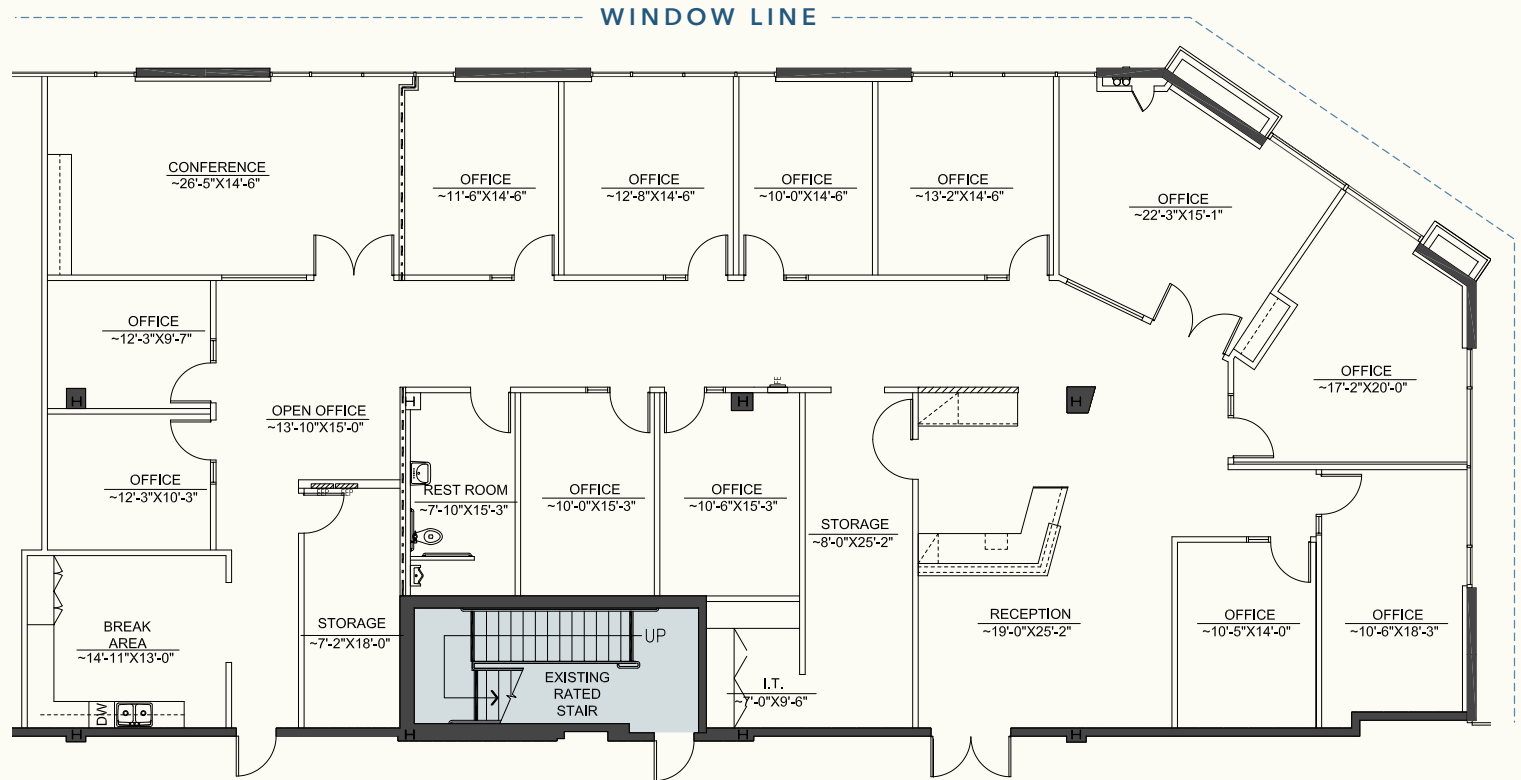 WINDOW LINE
CONFERENCE
~26'-5"X14'-6"
OFFICE
~11'-6"X14'-6"
OFFICE
~12'-8"X14'-6"
OFFICE
~10'-0"X14'-6"
OFFICE
~13'-2"X14'-6"
OFFICE
~22'-3"X15'-1"
OFFICE
~12'-3"X9'-7"
OFFICE
~17'-2"X20'-0"
FE
H
H
H
H
OPEN OFFICE
~13'-10"X15'-0"
OFFICE
~12'-3"X10'-3"
REST ROOM
~7'-10"X15'-3"
OFFICE
~10'-0"X15'-3"
OFFICE
~10'-6"X15'-3"
STORAGE
~8'-0"X25'-2"
BREAK
AREA
~14'-11"X13'-0"
STORAGE
~7'-2"X18'-0"
UP
EXISTING
RATED
STAIR
I.T.
~7'-0"X9'-6"
RECEPTION
~19'-0"X25'-2"
OFFICE
~10'-5"X14'-0"
OFFICE
~10'-6"X18'-3"
DW
H
H
H
H